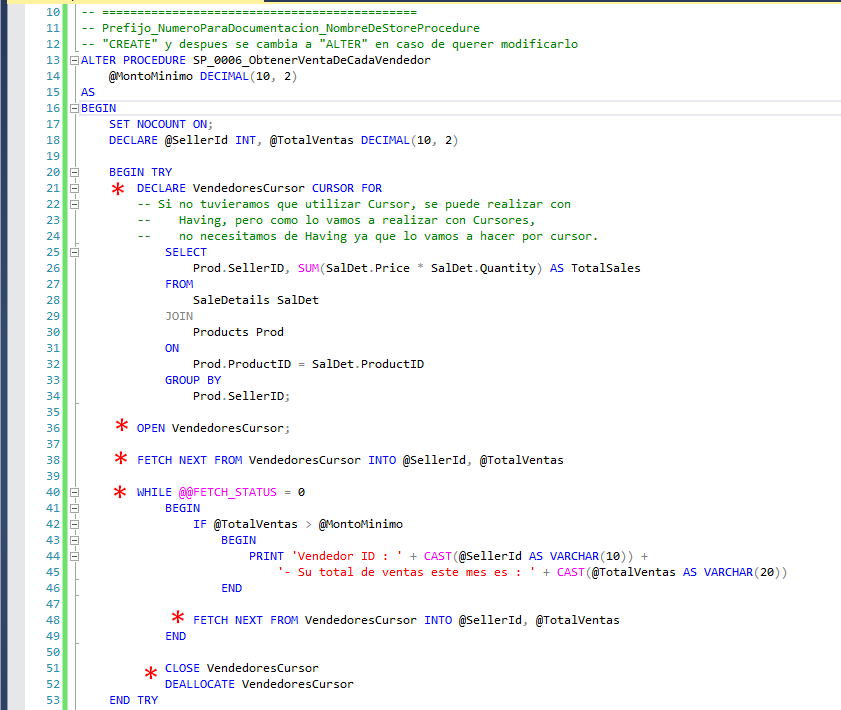 10 -- =============================================
11 -- Prefijo_NumeroParaDocumentacion_NombreDeStoreProcedure
12 -- "CREATE" y despues se cambia a "ALTER" en caso de querer modificarlo
13 ALTER PROCEDURE SP_0006_ObtenerVentaDeCadaVendedor
14 @MontoMinimo DECIMAL(10, 2)
15 AS
16 BEGIN
17 SET NOCOUNT ON;
18 DECLARE @SellerId INT, @TotalVentas DECIMAL(10, 2)
19
20 BEGIN TRY
21 * DECLARE VendedoresCursor CURSOR FOR
22 -- Si no tuvieramos que utilizar Cursor, se puede realizar con
23 -- Having, pero como lo vamos a realizar con Cursores,
24 -- no necesitamos de Having ya que lo vamos a hacer por cursor.
25 SELECT
26 Prod.SellerID, SUM(SalDet.Price * SalDet.Quantity) AS TotalSales
27 FROM
28 SaleDetails SalDet
29 JOIN
30 Products Prod
31 ON
32 Prod.ProductID = SalDet.ProductID
33 GROUP BY
34 Prod.SellerID;
35
36 * OPEN VendedoresCursor;
37
38 * FETCH NEXT FROM VendedoresCursor INTO @SellerId, @TotalVentas
39
40 * WHILE @@FETCH_STATUS = 0
41 BEGIN
42 IF @TotalVentas > @MontoMinimo
43 BEGIN
44 PRINT 'Vendedor ID : ' + CAST(@SellerId AS VARCHAR(10)) +
45 '- Su total de ventas este mes es : ' + CAST(@TotalVentas AS VARCHAR(20))
46 END
47
48 * FETCH NEXT FROM VendedoresCursor INTO @SellerId, @TotalVentas
49 END
50
51 * CLOSE VendedoresCursor
52 DEALLOCATE VendedoresCursor
53 END TRY